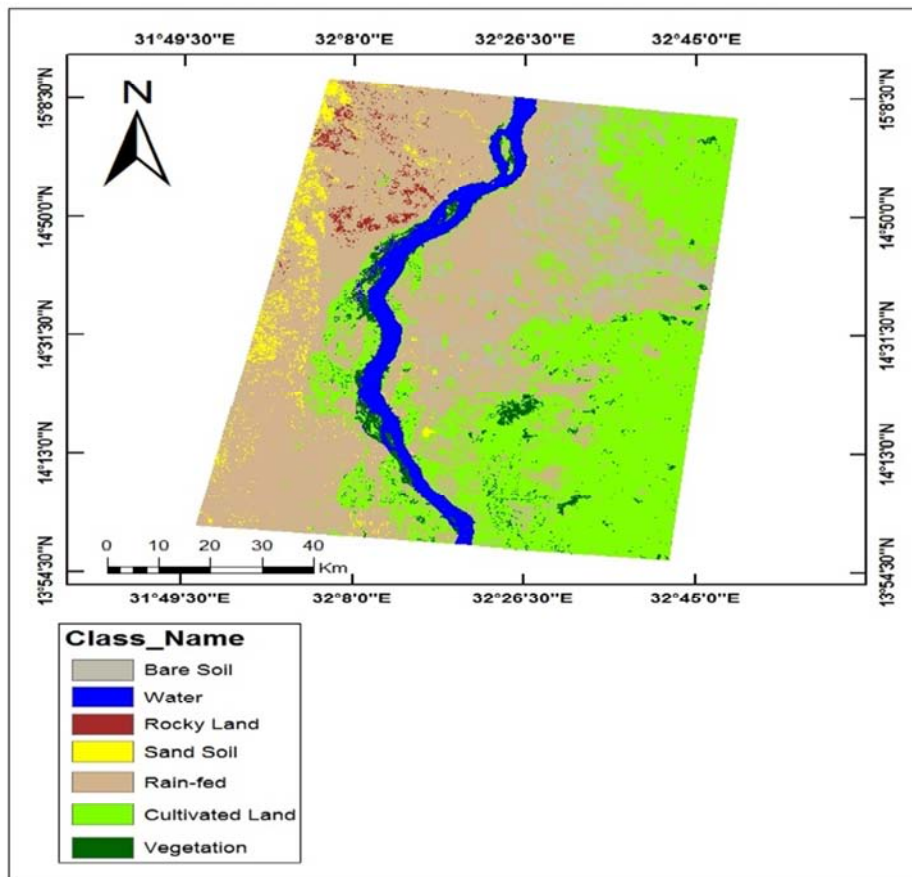 31°49'30"E 32°8'0"E 32°26'30"E 32°45'0"E
N
15°8'30"N 15°8'30"N
14°50'0"N 14°50'0"N
14°31'30"N 14°31'30"N
14°13'0"N 14°13'0"N
13°54'30"N 13°54'30"N
0 5 10 20 30 40
Km
31°49'30"E 32°8'0"E 32°26'30"E 32°45'0"E
Class_Name
Bare Soil
Water
Rocky Land
Sand Soil
Rain-fed
Cultivated Land
Vegetation